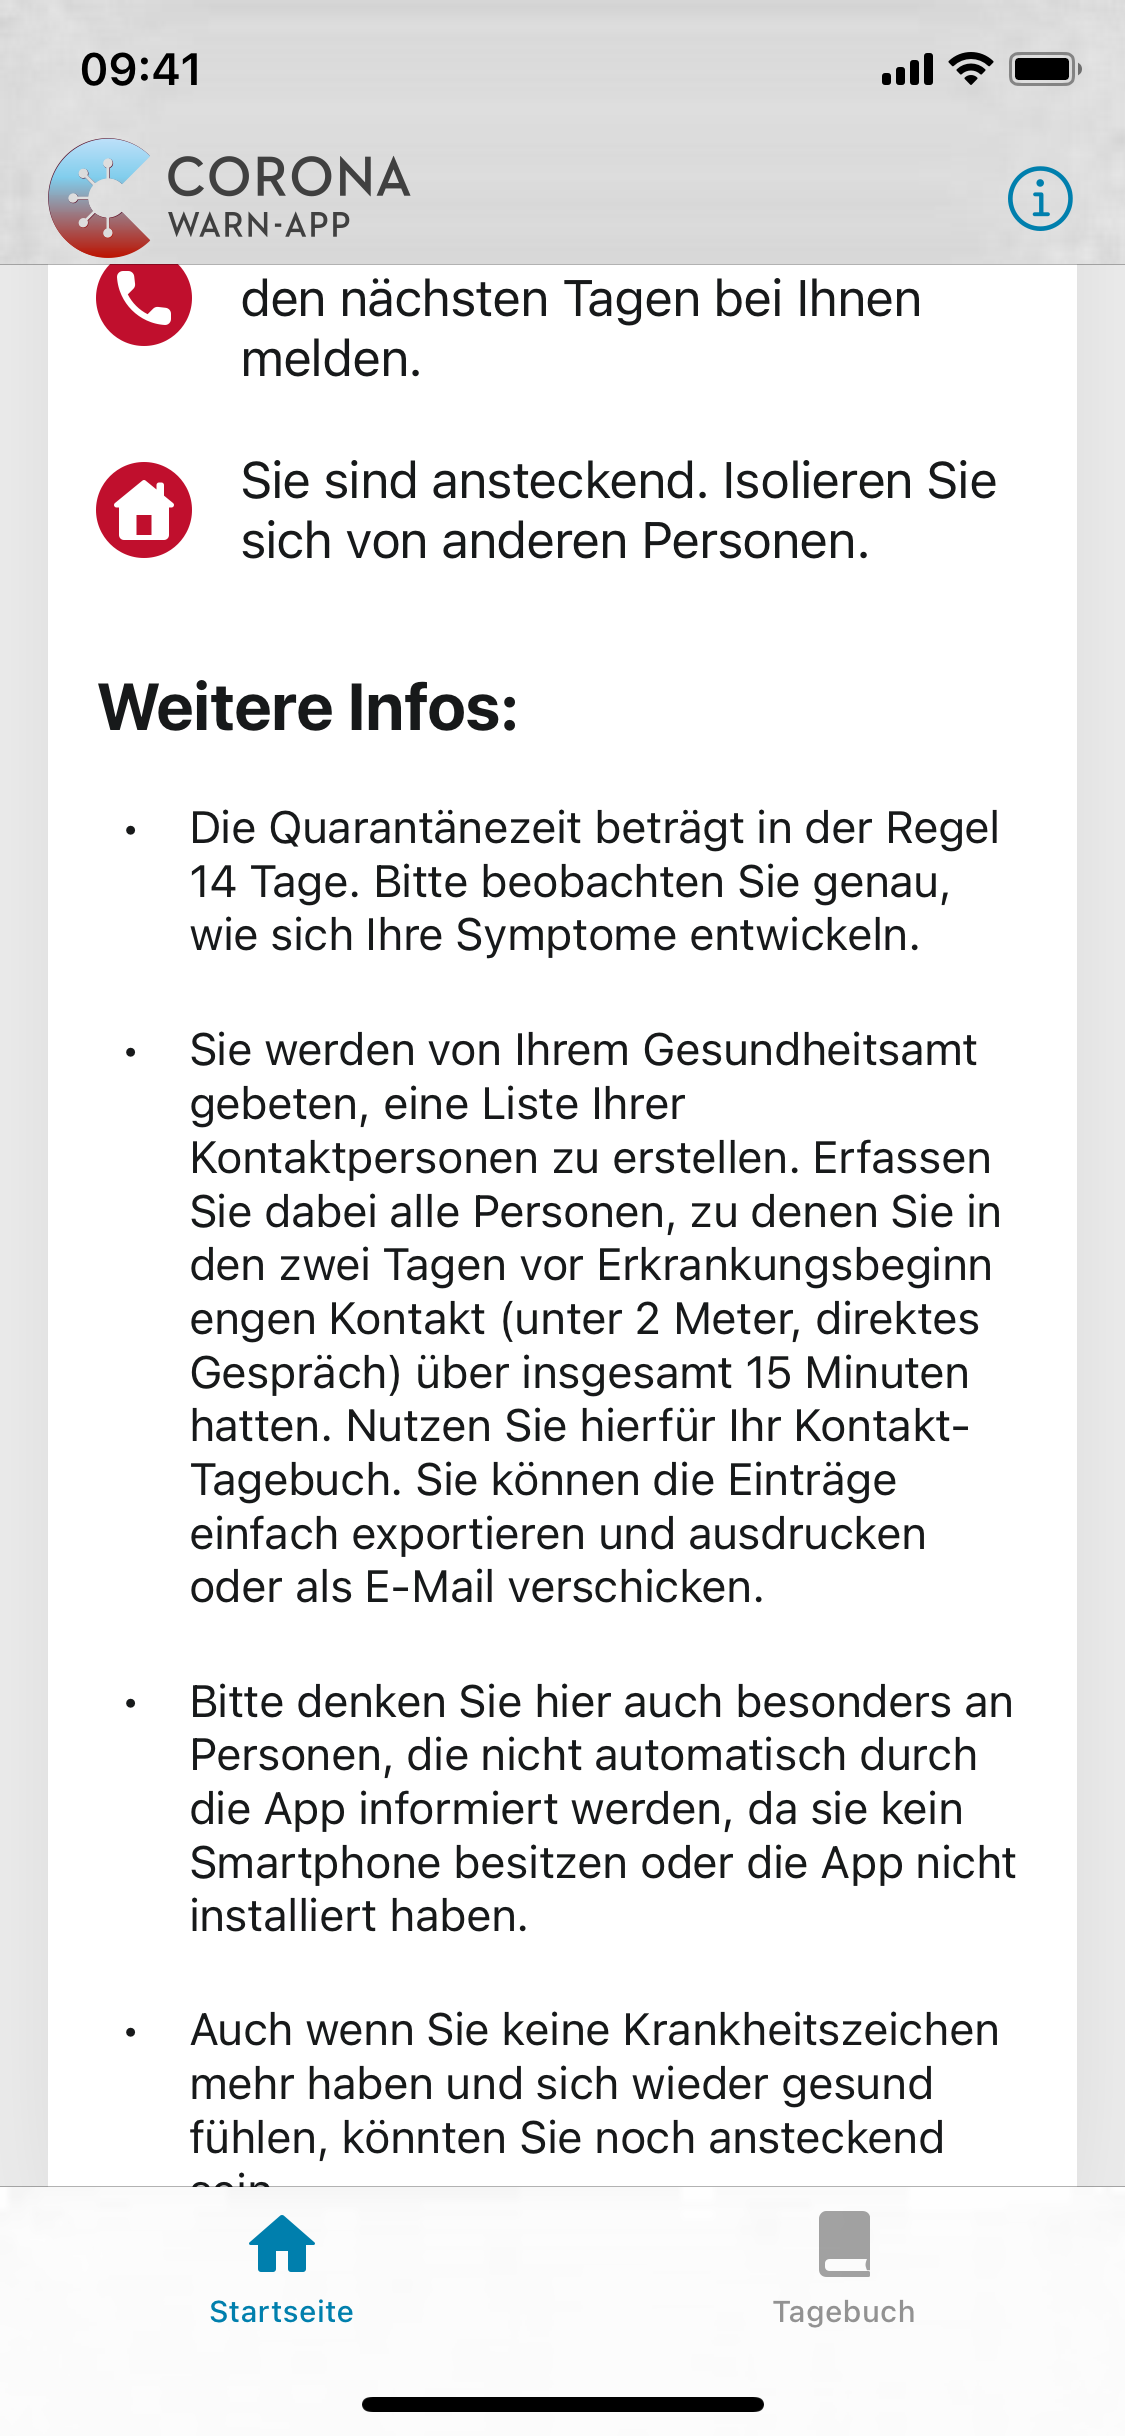 09:41
CORONA
WARN-APP
den nächsten Tagen bei Ihnen
melden.
Sie sind ansteckend. Isolieren Sie
sich von anderen Personen.
Weitere Infos:
• Die Quarantänezeit beträgt in der Regel
14 Tage. Bitte beobachten Sie genau,
wie sich Ihre Symptome entwickeln.
• Sie werden von Ihrem Gesundheitsamt
gebeten, eine Liste Ihrer
Kontaktpersonen zu erstellen. Erfassen
Sie dabei alle Personen, zu denen Sie in
den zwei Tagen vor Erkrankungsbeginn
engen Kontakt (unter 2 Meter, direktes
Gespräch) über insgesamt 15 Minuten
hatten. Nutzen Sie hierfür Ihr Kontakt-
Tagebuch. Sie können die Einträge
einfach exportieren und ausdrucken
oder als E-Mail verschicken.
• Bitte denken Sie hier auch besonders an
Personen, die nicht automatisch durch
die App informiert werden, da sie kein
Smartphone besitzen oder die App nicht
installiert haben.
• Auch wenn Sie keine Krankheitszeichen
mehr haben und sich wieder gesund
fühlen, könnten Sie noch ansteckend
Startseite
Tagebuch